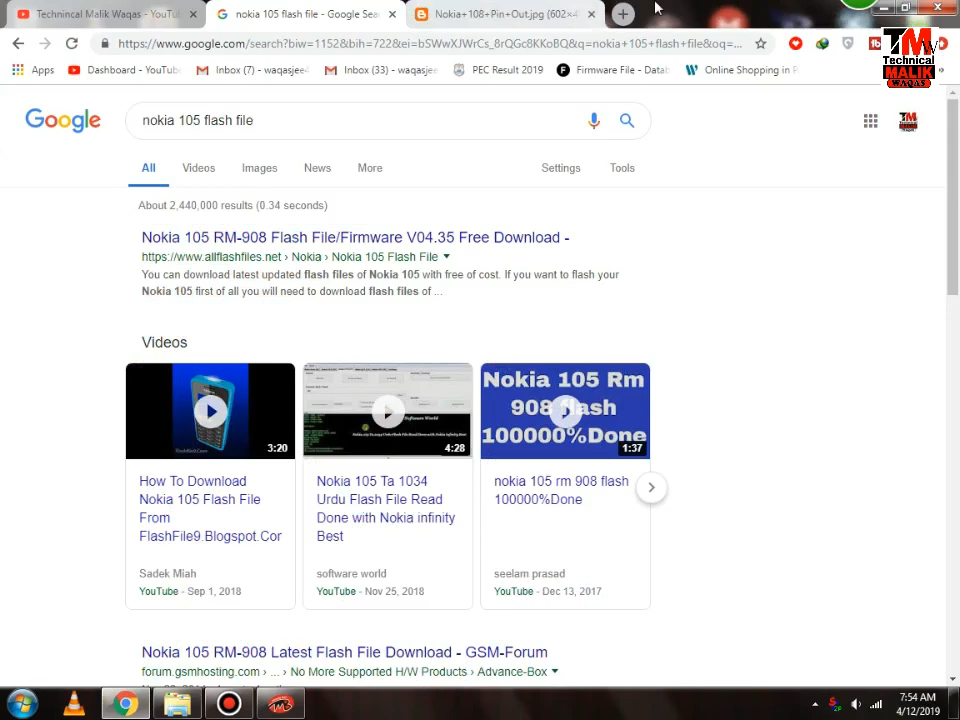 Techninical Malik Waqas - YouTu
nokia 105 flash file - Google Sea
Nokia+108+Pin+Out.jpg (602×4
https://www.google.com/search?biw=1152&bih=722&ei=bSWwXJWrCs_8rQGc8KKoBQ&q=nokia+105+flash+file&oq=...
TMW
Technical
MALIK
WAQAS
Apps
Dashboard - YouTub
Inbox (7) - waqasjee4
Inbox (33) - waqasjee
PEC Result 2019
Firmware File - Datab
Online Shopping in P
Google
nokia 105 flash file
All
Videos
Images
News
More
Settings
Tools
About 2,440,000 results (0.34 seconds)
Nokia 105 RM-908 Flash File/Firmware V04.35 Free Download -
https://www.allflashfiles.net › Nokia › Nokia 105 Flash File
You can download latest updated flash files of Nokia 105 with free of cost. If you want to flash your
Nokia 105 first of all you will need to download flash files of ...
Videos
3:20
Software World
4:28
Nokia 105 Rm
908 flash
100000%Done
1:37
How To Download
Nokia 105 Flash File
From
FlashFile9.Blogspot.Cor
Sadek Miah
YouTube - Sep 1, 2018
Nokia 105 Ta 1034
Urdu Flash File Read
Done with Nokia infinity
Best
software world
YouTube - Nov 25, 2018
nokia 105 rm 908 flash
100000%Done
seelam prasad
YouTube - Dec 13, 2017
Nokia 105 RM-908 Latest Flash File Download - GSM-Forum
forum.gsmhosting.com › ... › No More Supported H/W Products › Advance-Box
7:54 AM
4/12/2019